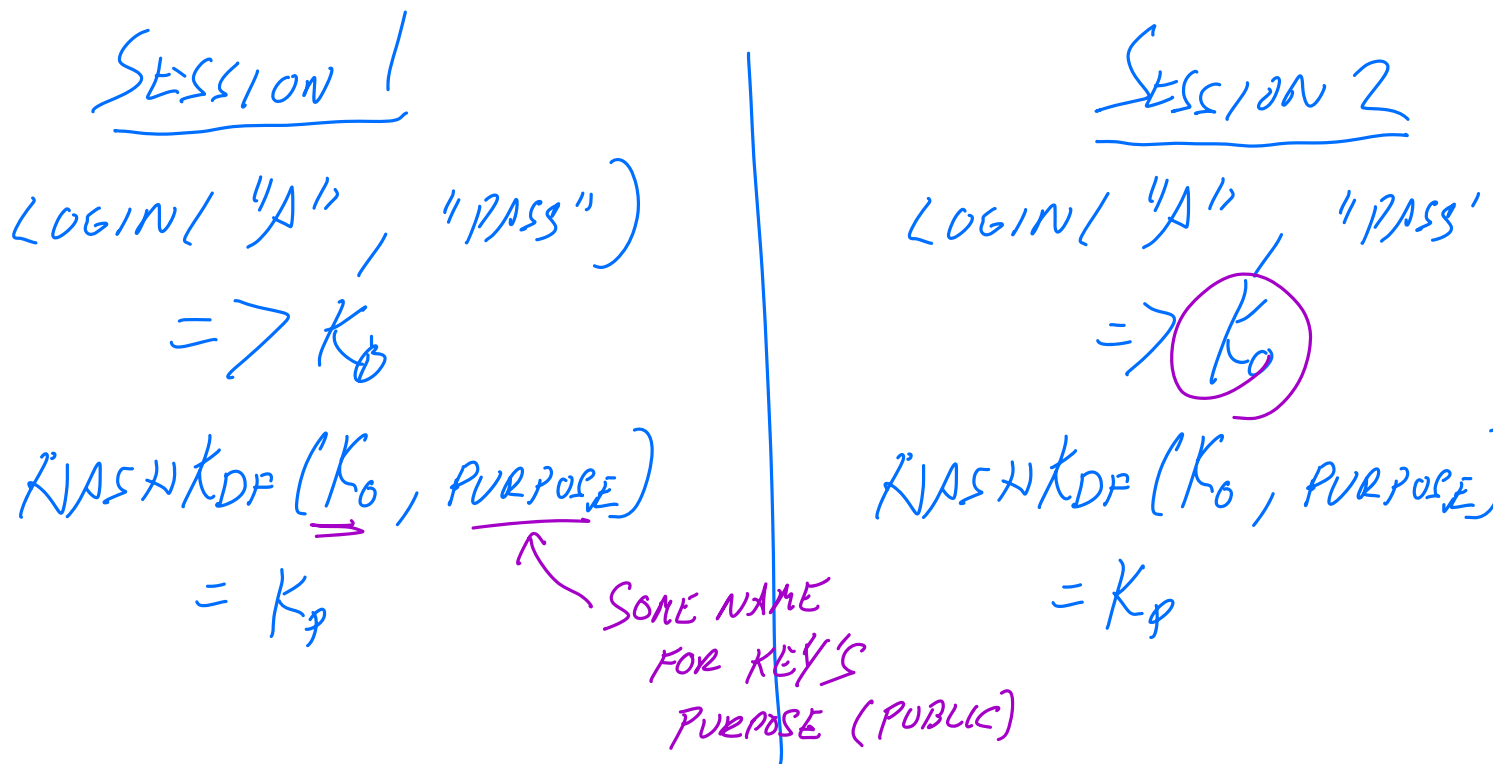 SESSION 1
LOGIN( "A", "PASS")
=> K0
HASHKDF(K0, PURPOSE)
= KP
SOME NAME
FOR KEY'S
PURPOSE (PUBLIC)
SESSION 2
LOGIN( "A", "PASS'
=> K0
HASHKDF(K0, PURPOSE)
= KP